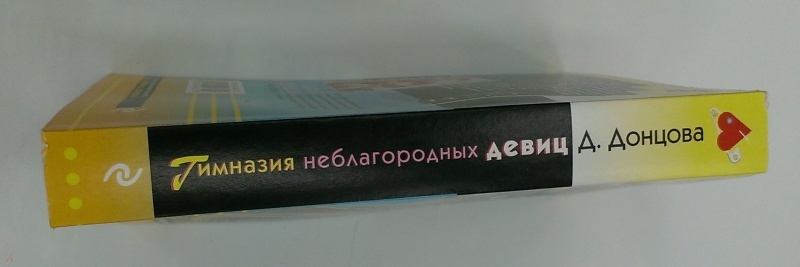 Гимназия неблагородных девиц Д. Донцова